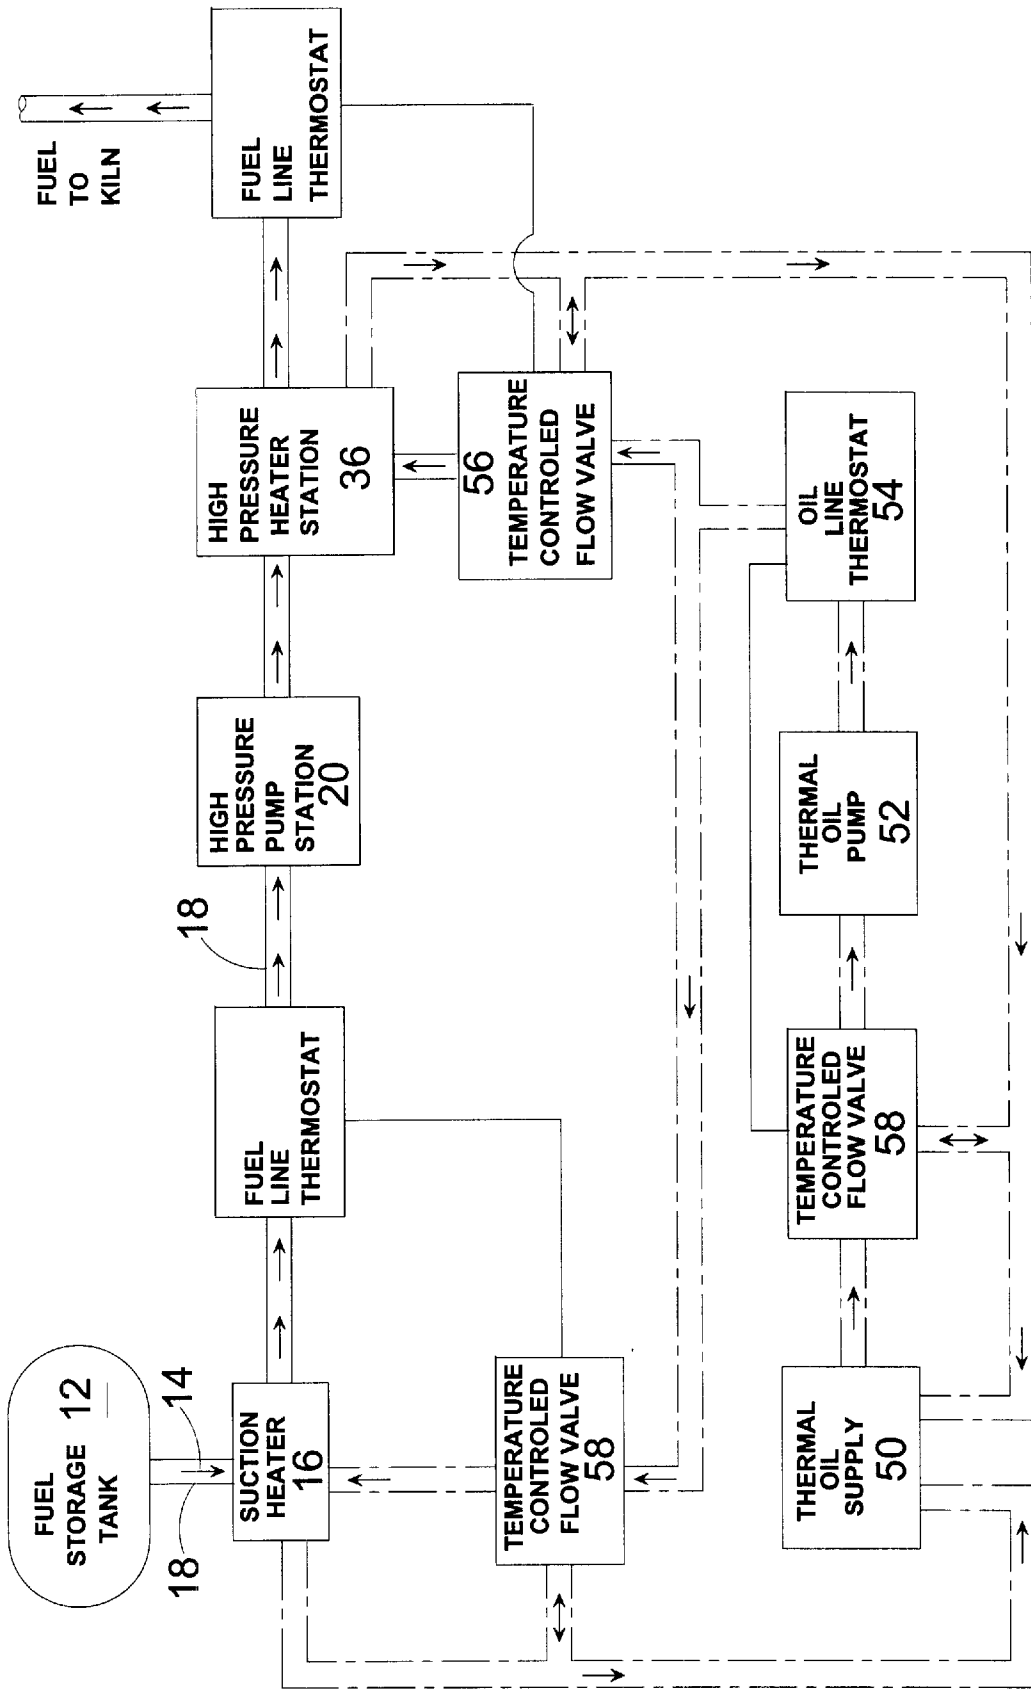 FUEL
STORAGE 12
TANK
14
18
SUCTION
HEATER
16
FUEL
LINE
THERMOSTAT
18
HIGH
PRESSURE
PUMP
STATION
20
HIGH
PRESSURE
HEATER
STATION
36
FUEL
LINE
THERMOSTAT
FUEL
TO
KILN
TEMPERATURE
CONTROLED
FLOW VALVE
58
56
TEMPERATURE
CONTROLED
FLOW VALVE
THERMAL
OIL
SUPPLY
50
TEMPERATURE
CONTROLED
FLOW VALVE
58
THERMAL
OIL
PUMP
52
OIL
LINE
THERMOSTAT
54